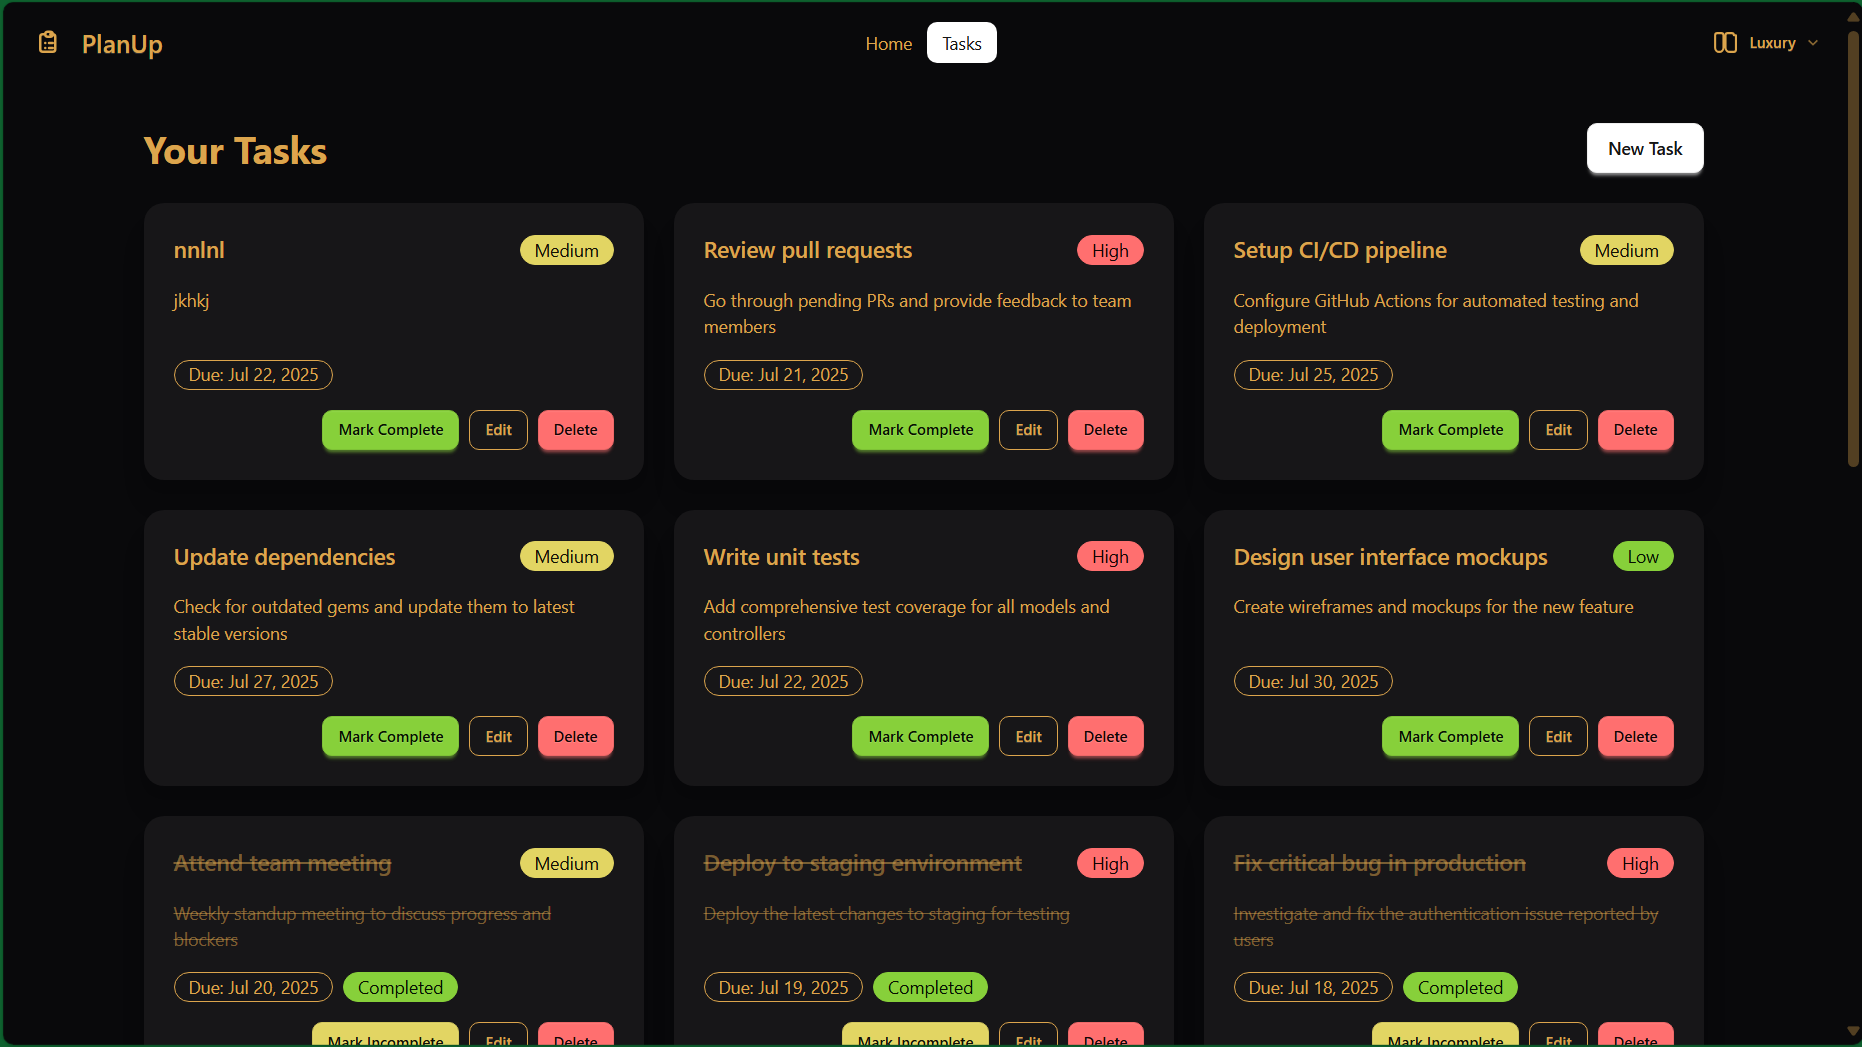 PlanUp
Home
Tasks
Luxury
Your Tasks
New Task
nnlnl
Medium
jkhkj
Due: Jul 22, 2025
Mark Complete
Edit
Delete
Review pull requests
High
Go through pending PRs and provide feedback to team
members
Due: Jul 21, 2025
Mark Complete
Edit
Delete
Setup CI/CD pipeline
Medium
Configure GitHub Actions for automated testing and
deployment
Due: Jul 25, 2025
Mark Complete
Edit
Delete
Update dependencies
Medium
Check for outdated gems and update them to latest
stable versions
Due: Jul 27, 2025
Mark Complete
Edit
Delete
Write unit tests
High
Add comprehensive test coverage for all models and
controllers
Due: Jul 22, 2025
Mark Complete
Edit
Delete
Design user interface mockups
Low
Create wireframes and mockups for the new feature
Due: Jul 30, 2025
Mark Complete
Edit
Delete
Attend team meeting
Medium
Weekly standup meeting to discuss progress and
blockers
Due: Jul 20, 2025
Completed
Mark Incomplete
Edit
Delete
Deploy to staging environment
High
Deploy the latest changes to staging for testing
Due: Jul 19, 2025
Completed
Mark Incomplete
Edit
Delete
Fix critical bug in production
High
Investigate and fix the authentication issue reported by
users
Due: Jul 18, 2025
Completed
Mark Incomplete
Edit
Delete